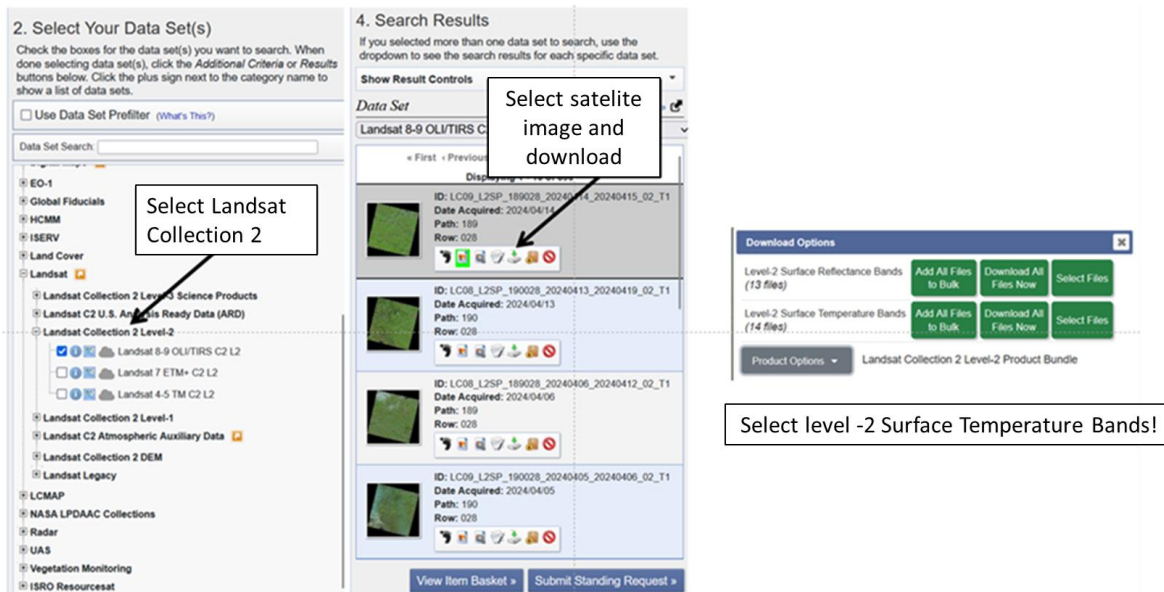 2. Select Your Data Set(s)
Check the boxes for the data set(s) you want to search. When
done selecting data set(s), click the Additional Criteria or Results
buttons below. Click the plus sign next to the category name to
show a list of data sets.
Use Data Set Prefilter (What's This?)
Data Set Search:
EO-1
Global Fiducials
HCMM
ISERV
Land Cover
Landsat
Landsat Collection 2 Level-3 Science Products
Landsat C2 U.S. Analysis Ready Data (ARD)
Landsat Collection 2 Level-2
Landsat 8-9 OLI/TIRS C2 L2
Landsat 7 ETM+ C2 L2
Landsat 4-5 TM C2 L2
Landsat Collection 2 Level-1
Landsat C2 Atmospheric Auxiliary Data
Landsat Collection 2 DEM
Landsat Legacy
LCMAP
NASA LPDAAC Collections
Radar
UAS
Vegetation Monitoring
ISRO Resourcesat
Select Landsat
Collection 2
4. Search Results
If you selected more than one data set to search, use the
dropdown to see the search results for each specific data set.
Show Result Controls
Data Set
Landsat 8-9 OLI/TIRS
« First ‹ Previous
Select satelite
image and
download
ID: LC09_L2SP_189028_20240414_20240415_02_T1
Date Acquired: 2024/04/14
Path: 189
Row: 028
ID: LC08_L2SP_190028_20240413_20240419_02_T1
Date Acquired: 2024/04/13
Path: 190
Row: 028
ID: LC08_L2SP_189028_20240406_20240412_02_T1
Date Acquired: 2024/04/06
Path: 189
Row: 028
ID: LC09_L2SP_190028_20240405_20240406_02_T1
Date Acquired: 2024/04/05
Path: 190
Row: 028
View Item Basket »
Submit Standing Request »
Download Options
Level-2 Surface Reflectance Bands
(13 files)
Add All Files
to Bulk
Download All
Files Now
Select Files
Level-2 Surface Temperature Bands
(14 files)
Add All Files
to Bulk
Download All
Files Now
Select Files
Product Options
Landsat Collection 2 Level-2 Product Bundle
Select level -2 Surface Temperature Bands!